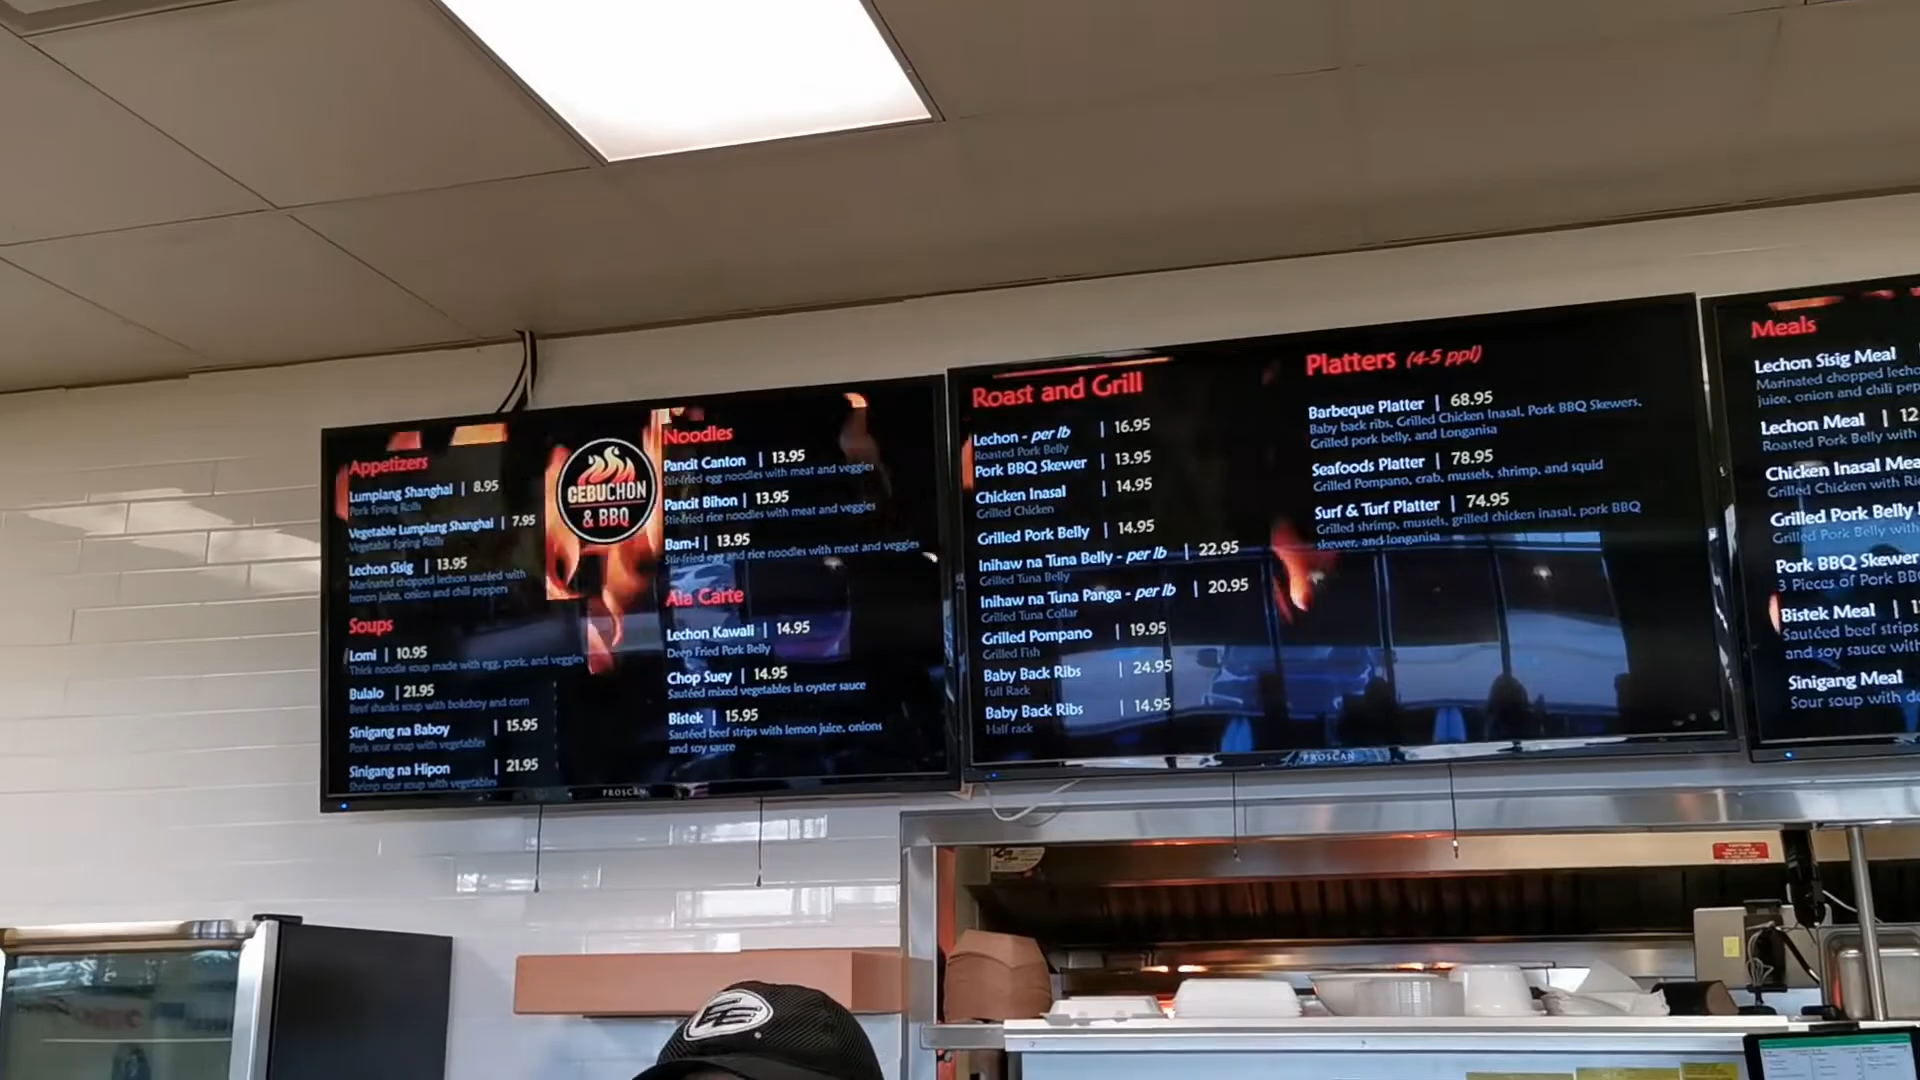 Appetizers
Lumpiang Shanghai | 8.95
Pork Spring Rolls
Vegetable Lumpiang Shanghai | 7.95
Vegetable Spring Rolls
Lechon Sisig | 13.95
Marinated chopped lechon sautéed with
lemon juice, onion and chili peppers
Soups
Lomi | 10.95
Thick noodle soup made with egg, pork, and veggies
Bulalo | 21.95
Beef shanks soup with bokchoy and corn
Sinigang na Baboy | 15.95
Pork sour soup with vegetables
Sinigang na Hipon | 21.95
Shrimp sour soup with vegetables
CEBUCHON
& BBQ
Noodles
Pancit Canton | 13.95
Stir-fried egg noodles with meat and veggies
Pancit Bihon | 13.95
Stir-fried rice noodles with meat and veggies
Bam-i | 13.95
Stir-fried egg and rice noodles with meat and veggies
Ala Carte
Lechon Kawali | 14.95
Deep Fried Pork Belly
Chop Suey | 14.95
Sautéed mixed vegetables in oyster sauce
Bistek | 15.95
Sautéed beef strips with lemon juice, onions
and soy sauce
PROSCAN
Roast and Grill
Lechon - per lb | 16.95
Roasted Pork Belly
Pork BBQ Skewer | 13.95
Chicken Inasal | 14.95
Grilled Chicken
Grilled Pork Belly | 14.95
Inihaw na Tuna Belly - per lb | 22.95
Grilled Tuna Belly
Inihaw na Tuna Panga - per lb | 20.95
Grilled Tuna Collar
Grilled Pompano | 19.95
Grilled Fish
Baby Back Ribs | 24.95
Full Rack
Baby Back Ribs | 14.95
Half rack
Platters (4-5 ppl)
Barbeque Platter | 68.95
Baby back ribs, Grilled Chicken Inasal, Pork BBQ Skewers,
Grilled pork belly, and Longanisa
Seafoods Platter | 78.95
Grilled Pompano, crab, mussels, shrimp, and squid
Surf & Turf Platter | 74.95
Grilled shrimp, mussels, grilled chicken inasal, pork BBQ
skewer, and longanisa
PROSCAN
Meals
Lechon Sisig Meal
Marinated chopped
juice, onion and chili
Lechon Meal | 12
Roasted Pork Belly with
Chicken Inasal
Grilled Chicken with
Grilled Pork Belly
Grilled Pork Belly with
Pork BBQ Skewer
3 Pieces of Pork
Bistek Meal |
Sautéed beef strips
and soy sauce with
Sinigang Meal
Sour soup with